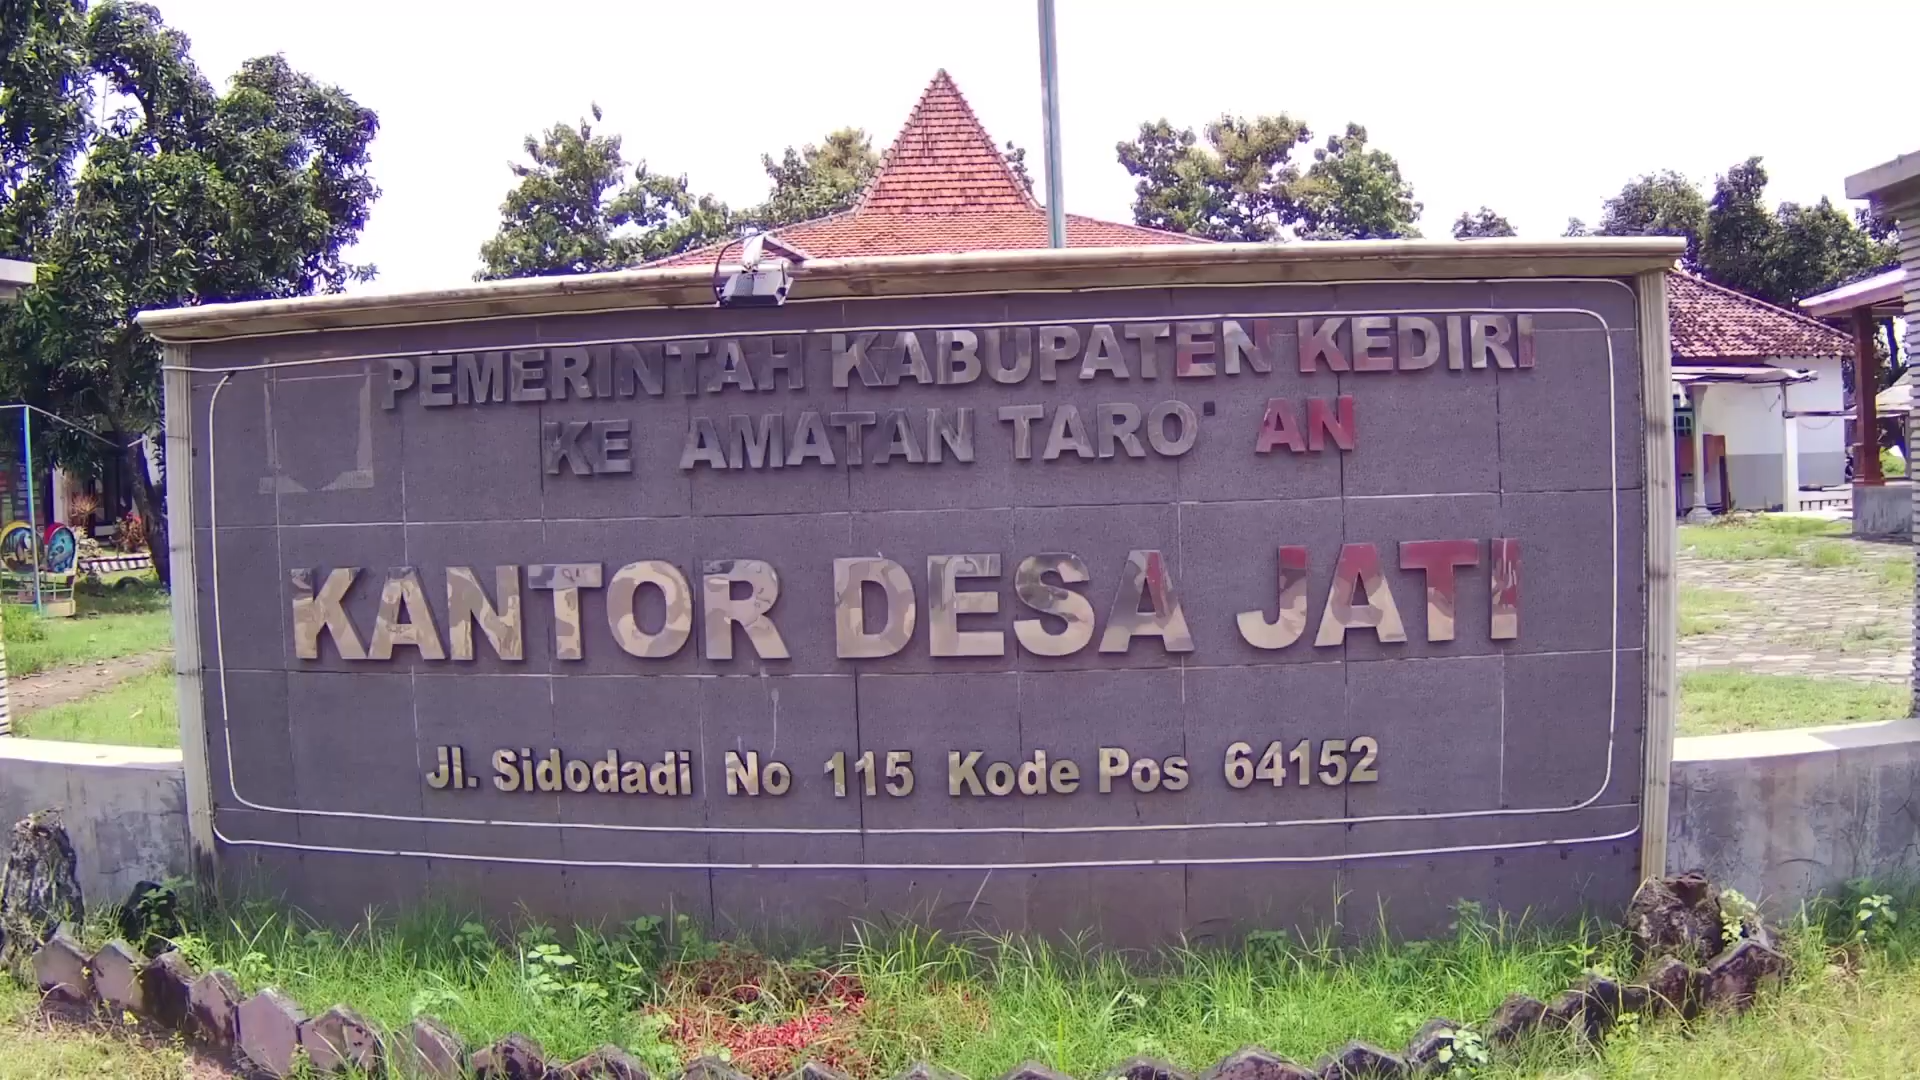 PEMERINTAH KABUPATEN KEDIRI
KE AMATAN TARO' AN
KANTOR DESA JATI
Jl. Sidodadi No 115 Kode Pos 64152